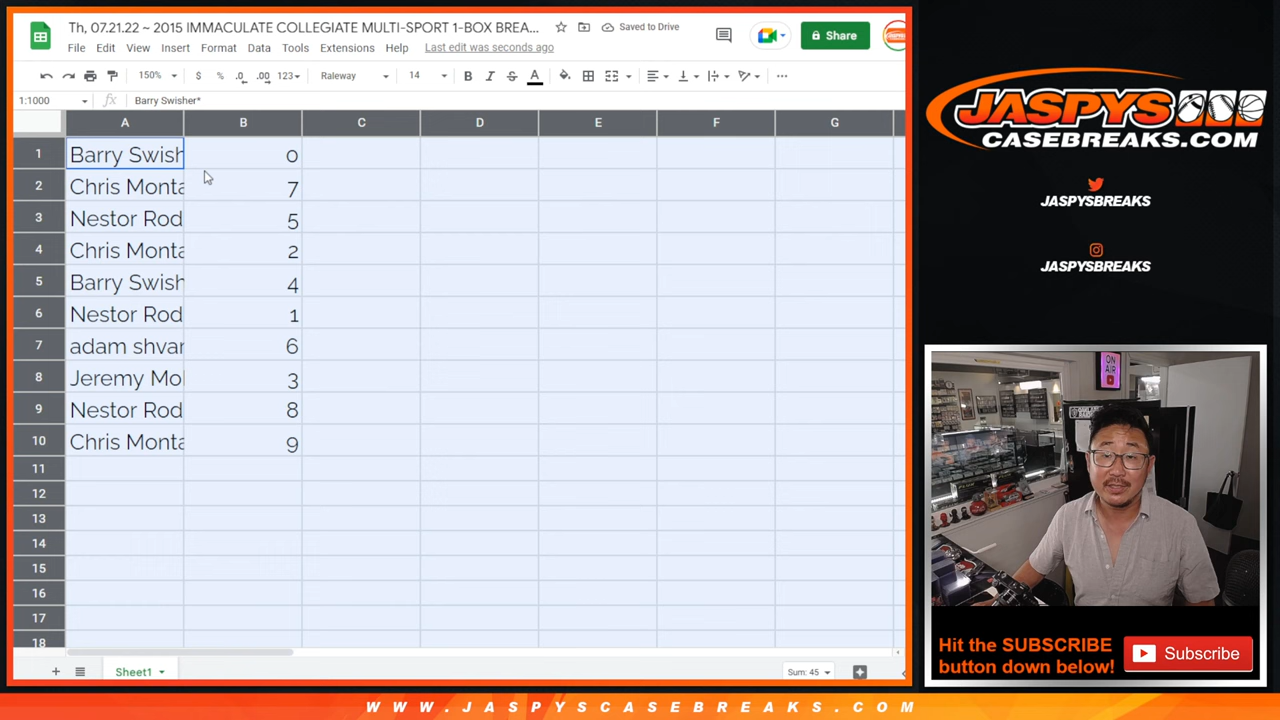 Th, 07.21.22 ~ 2015 IMMACULATE COLLEGIATE MULTI-SPORT 1-BOX BREA...
Saved to Drive
Share
File Edit View Insert Format Data Tools Extensions Help Last edit was seconds ago
150% $ % .0 .00 123 Raleway 14 B I S A
1:1000 fx Barry Swisher*
A B C D E F G
1 Barry Swish 0
2 Chris Monta 7
3 Nestor Rod 5
4 Chris Monta 2
5 Barry Swish 4
6 Nestor Rod 1
7 adam shvar 6
8 Jeremy Mol 3
9 Nestor Rod 8
10 Chris Monta 9
11
12
13
14
15
16
17
18
Sheet1
Sum: 45
JASPYS
CASEBREAKS.COM
JASPYSBREAKS
JASPYSBREAKS
ON
AIR
Hit the SUBSCRIBE
button down below!
Subscribe
WWW.JASPYSCASEBREAKS.COM